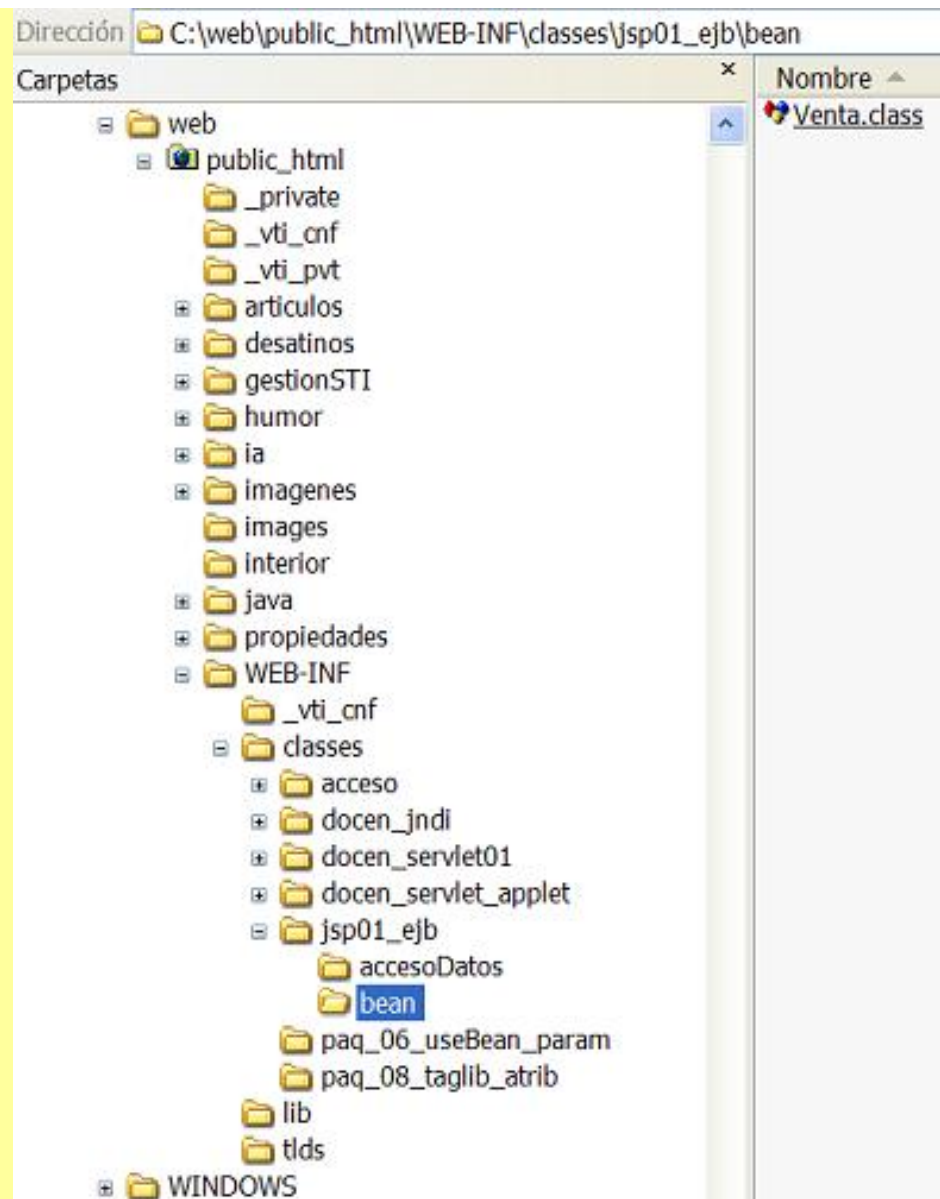 Dirección C:\web\public_html\WEB-INF\classes\jsp01_ejb\bean
Carpetas
Nombre
Venta.class
web
public_html
_private
_vti_cnf
_vti_pvt
articulos
desatinos
gestionSTI
humor
ia
imagenes
images
interior
java
propiedades
WEB-INF
_vti_cnf
classes
acceso
docen_jndi
docen_servlet01
docen_servlet_applet
jsp01_ejb
accesoDatos
bean
paq_06_useBean_param
paq_08_taglib_atrib
lib
tlds
WINDOWS